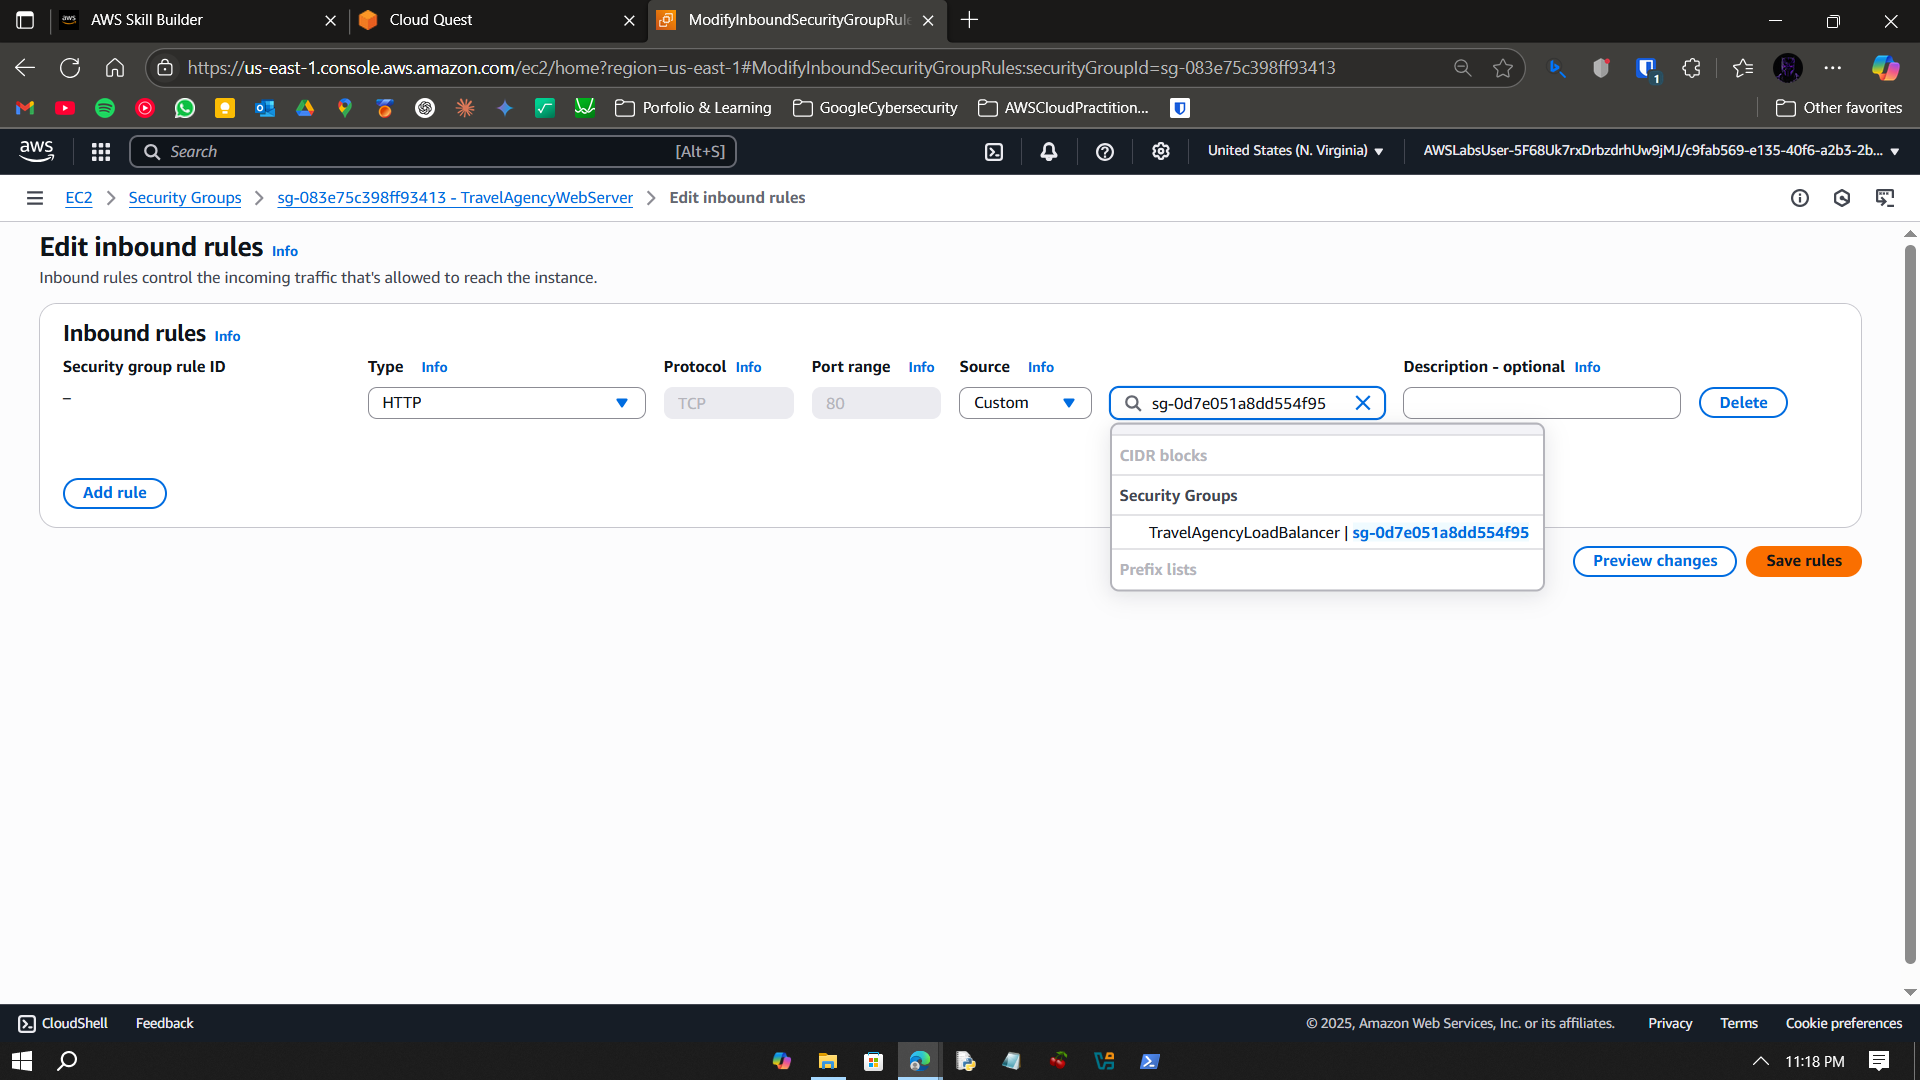 AWS Skill Builder
Cloud Quest
ModifyInboundSecurityGroupRul
https://us-east-1.console.aws.amazon.com/ec2/home?region=us-east-1#ModifyInboundSecurityGroupRules:securityGroupId=sg-083e75c398ff93413
1
Porfolio & Learning
GoogleCybersecurity
AWSCloudPractition...
Other favorites
aws
Search
[Alt+S]
United States (N. Virginia)
AWSLabsUser-5F68Uk7rxDrbzdrhUw9jMJ/c9fab569-e135-40f6-a2b3-2b...
EC2
Security Groups
sg-083e75c398ff93413 - TravelAgencyWebServer
Edit inbound rules
Edit inbound rules Info
Inbound rules control the incoming traffic that's allowed to reach the instance.
Inbound rules Info
Security group rule ID
Type Info
Protocol Info
Port range Info
Source Info
Description - optional Info
–
HTTP
TCP
80
Custom
sg-0d7e051a8dd554f95
Delete
CIDR blocks
Security Groups
TravelAgencyLoadBalancer | sg-0d7e051a8dd554f95
Prefix lists
Add rule
Preview changes
Save rules
CloudShell
Feedback
© 2025, Amazon Web Services, Inc. or its affiliates.
Privacy
Terms
Cookie preferences
11:18 PM